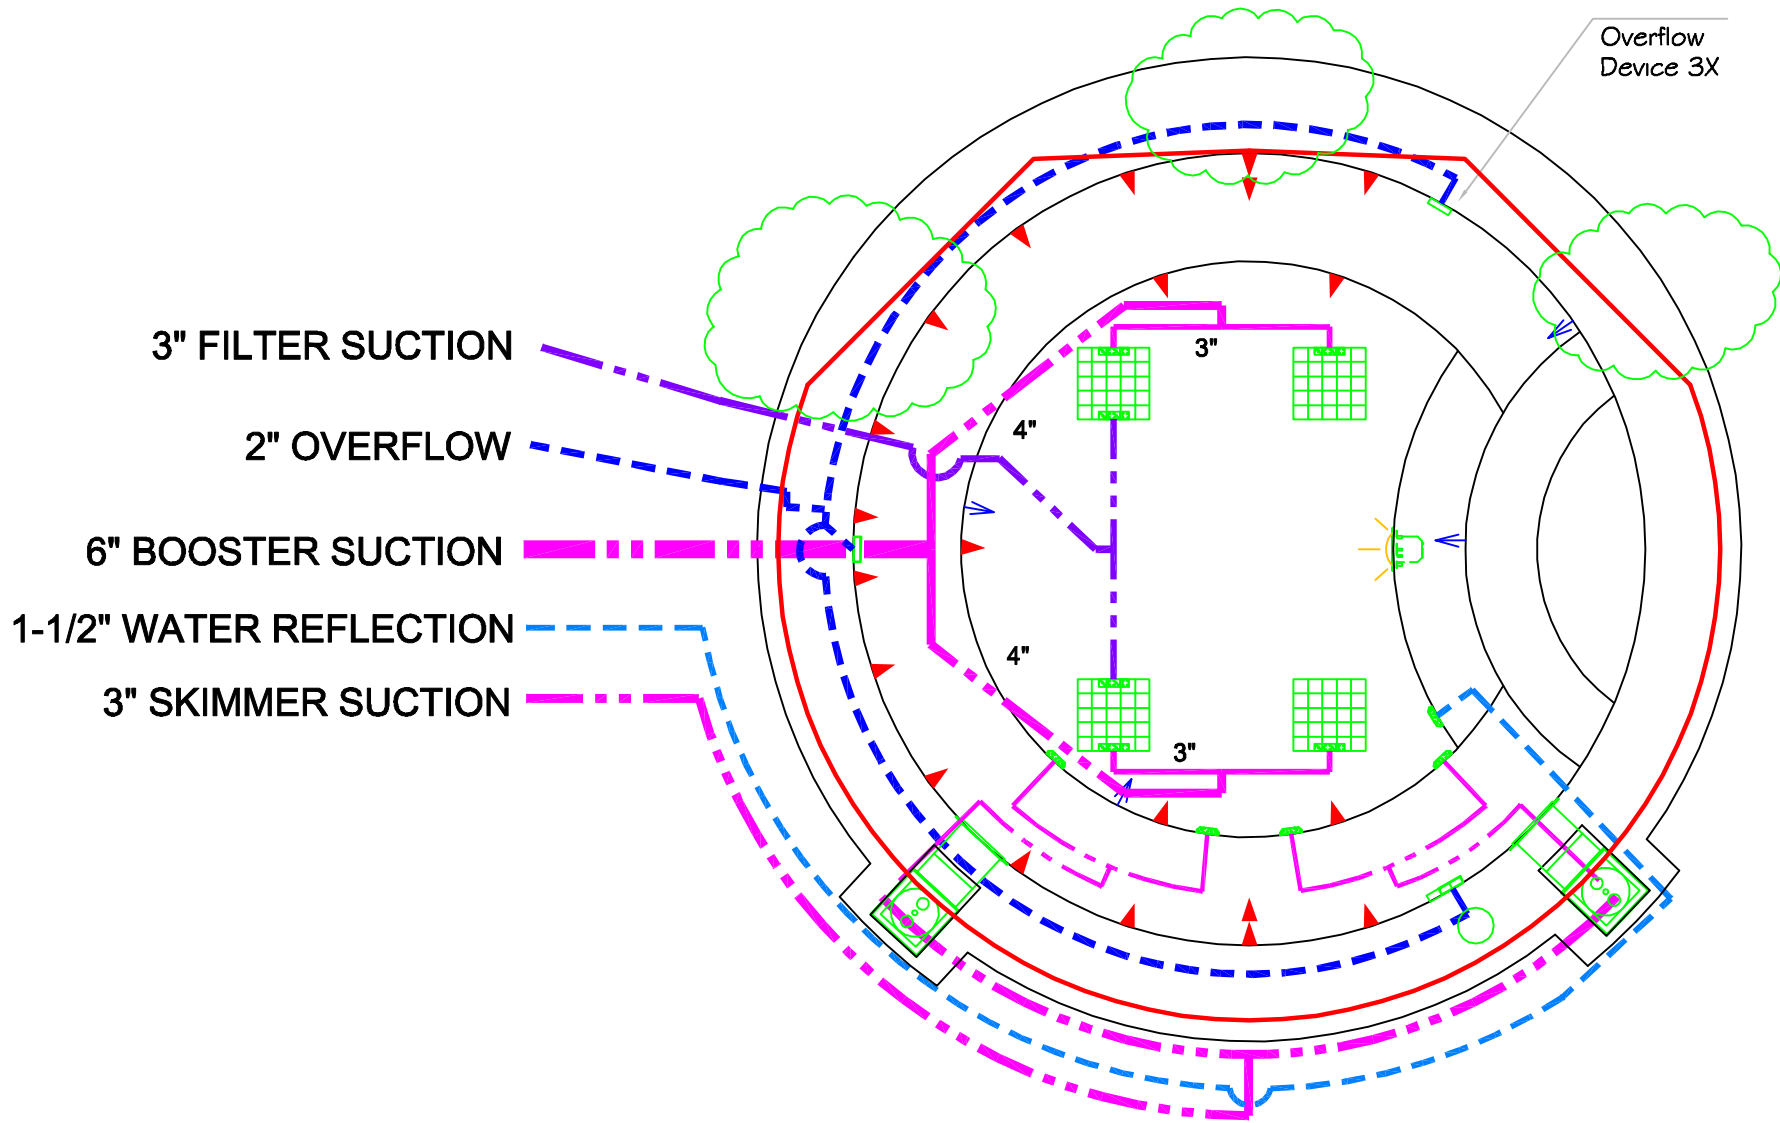 Overflow
Device 3X
3" FILTER SUCTION
3"
4"
2" OVERFLOW
6" BOOSTER SUCTION
1-1/2" WATER REFLECTION
4"
3" SKIMMER SUCTION
3"